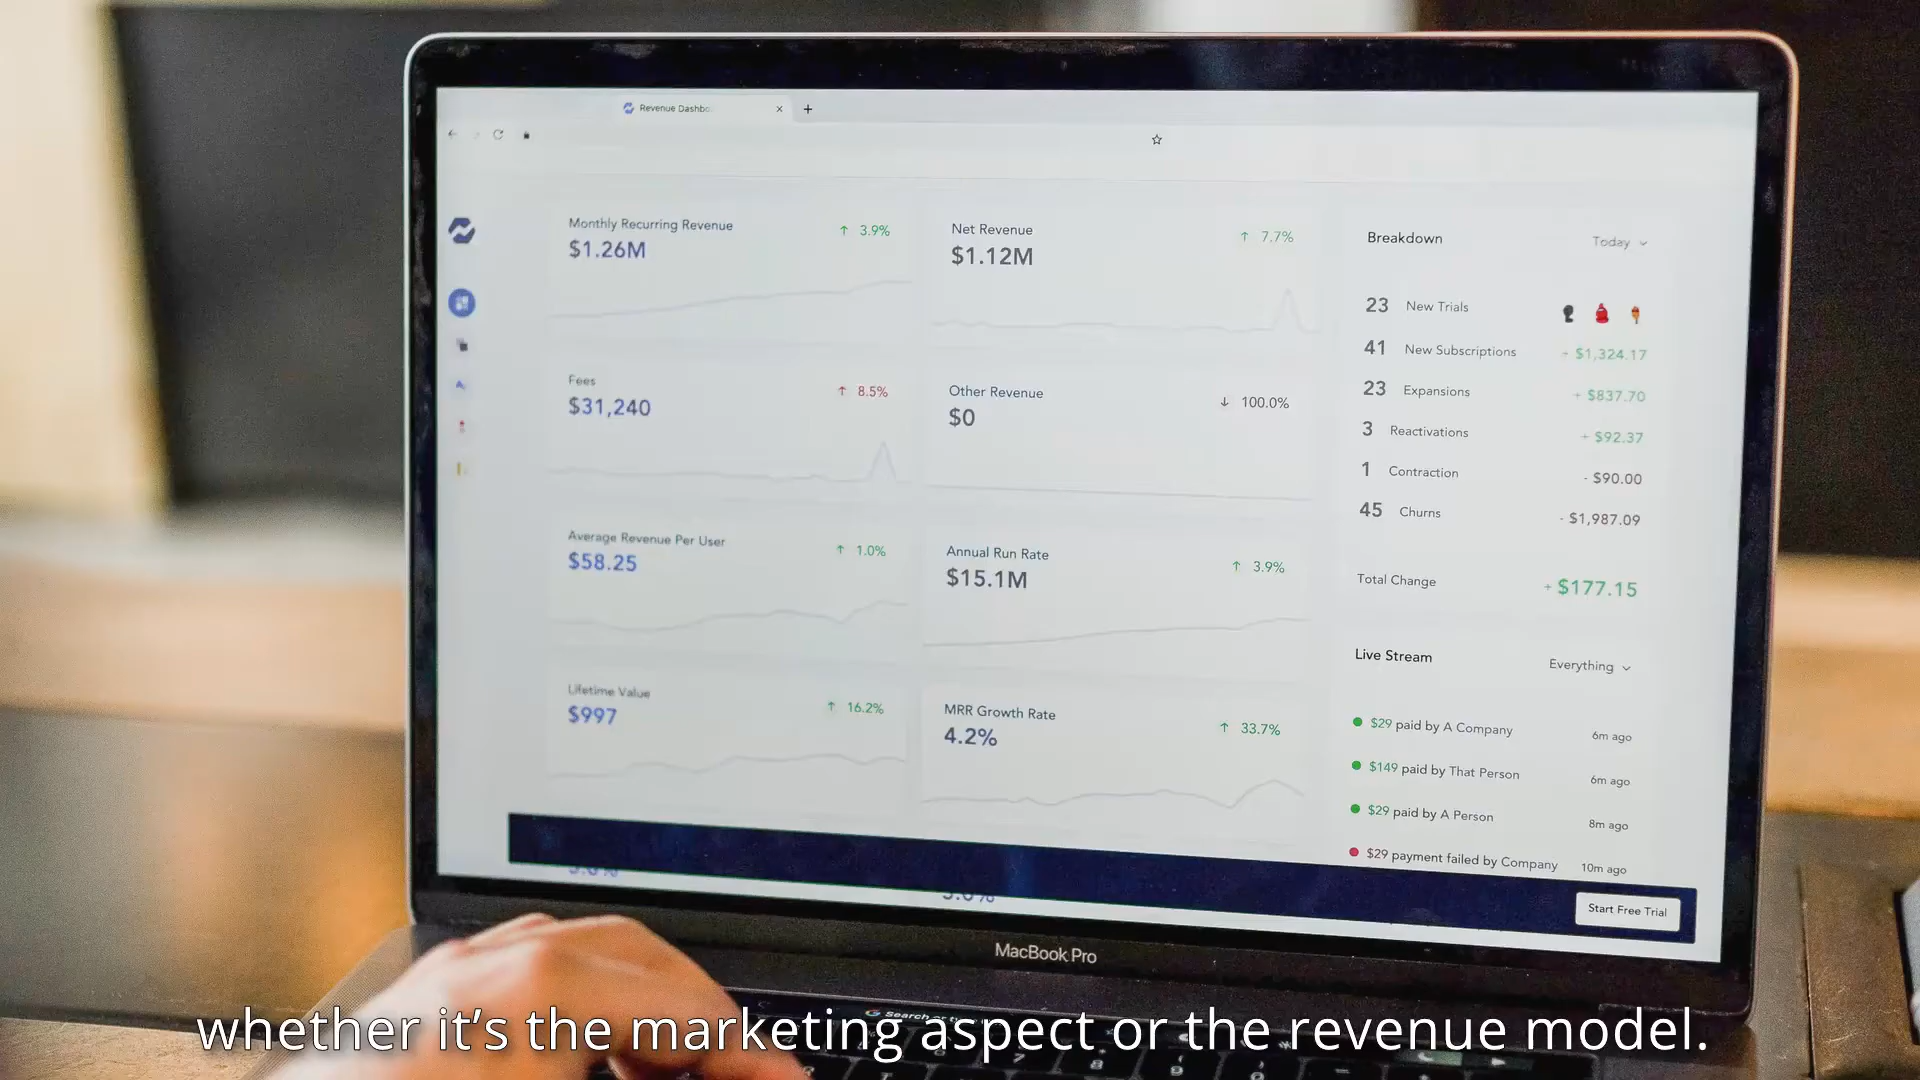 Revenue Dashbo
Monthly Recurring Revenue
$1.26M
↑ 3.9%
Net Revenue
$1.12M
↑ 7.7%
Fees
$31,240
↑ 8.5%
Other Revenue
$0
↓ 100.0%
Average Revenue Per User
$58.25
↑ 1.0%
Annual Run Rate
$15.1M
↑ 3.9%
Lifetime Value
$997
↑ 16.2%
MRR Growth Rate
4.2%
↑ 33.7%
Breakdown
Today
23 New Trials
41 New Subscriptions + $1,324.17
23 Expansions + $837.70
3 Reactivations + $92.37
1 Contraction - $90.00
45 Churns - $1,987.09
Total Change + $177.15
Live Stream
Everything
$29 paid by A Company 6m ago
$149 paid by That Person 6m ago
$29 paid by A Person 8m ago
$29 payment failed by Company 10m ago
Start Free Trial
MacBook Pro
whether it’s the marketing aspect or the revenue model.